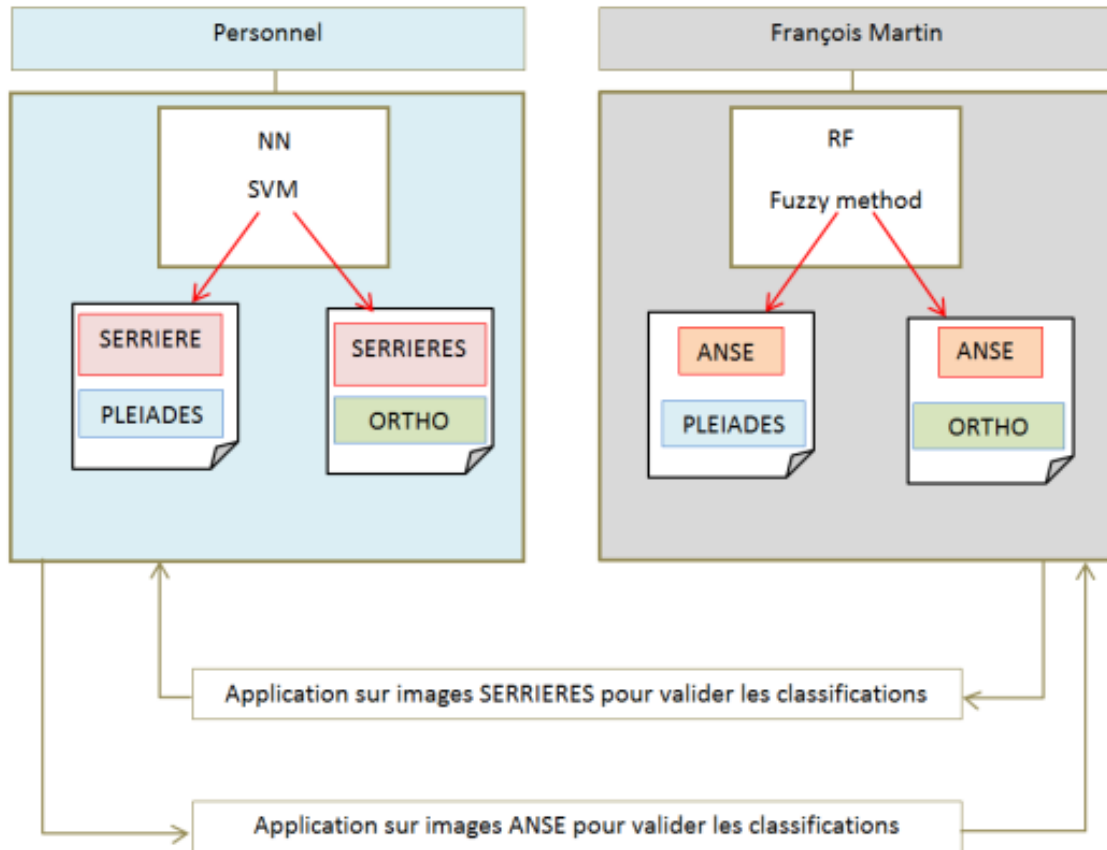 Personnel
François Martin
NN
SVM
RF
Fuzzy method
SERRIERE
PLEIADES
SERRIERES
ORTHO
ANSE
PLEIADES
ANSE
ORTHO
Application sur images SERRIERES pour valider les classifications
Application sur images ANSE pour valider les classifications